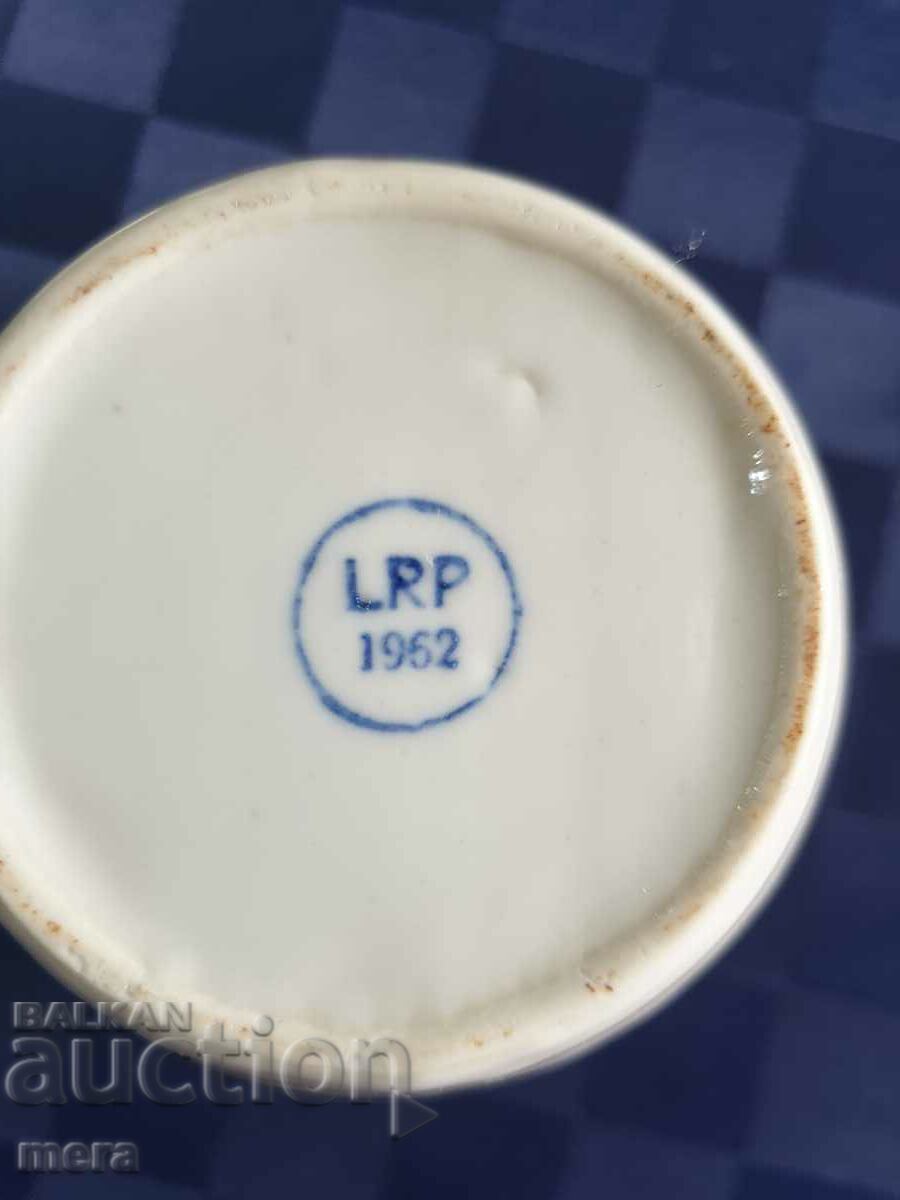 LRP
1962
BALKAN
auction
mera